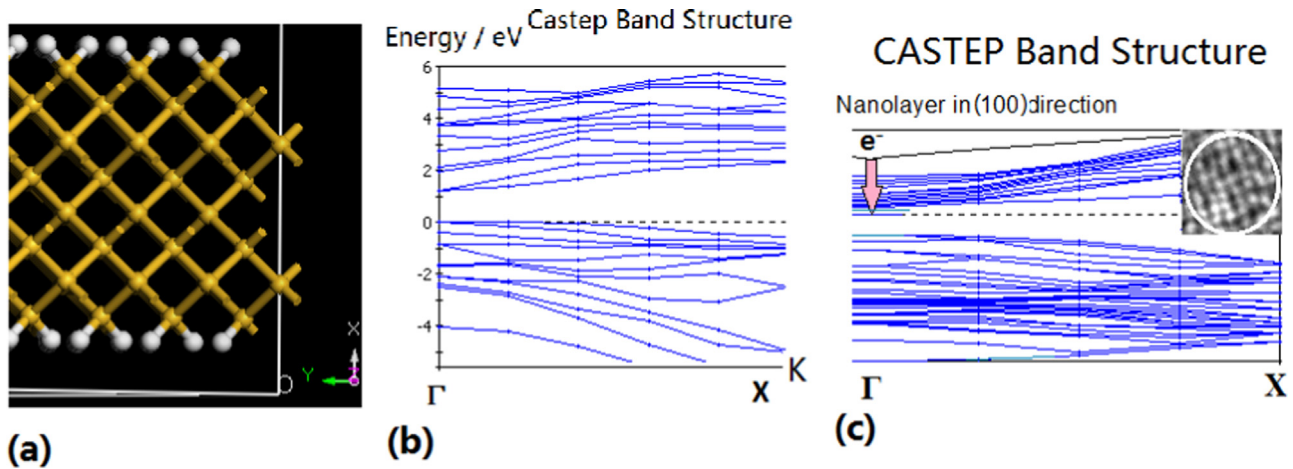 X
Y
O
(a)
Castep Band Structure
Energy / eV
6
4
2
0
-2
-4
Γ
X
K
(b)
CASTEP Band Structure
Nanolayer in(100)direction
e⁻
Γ
X
(c)